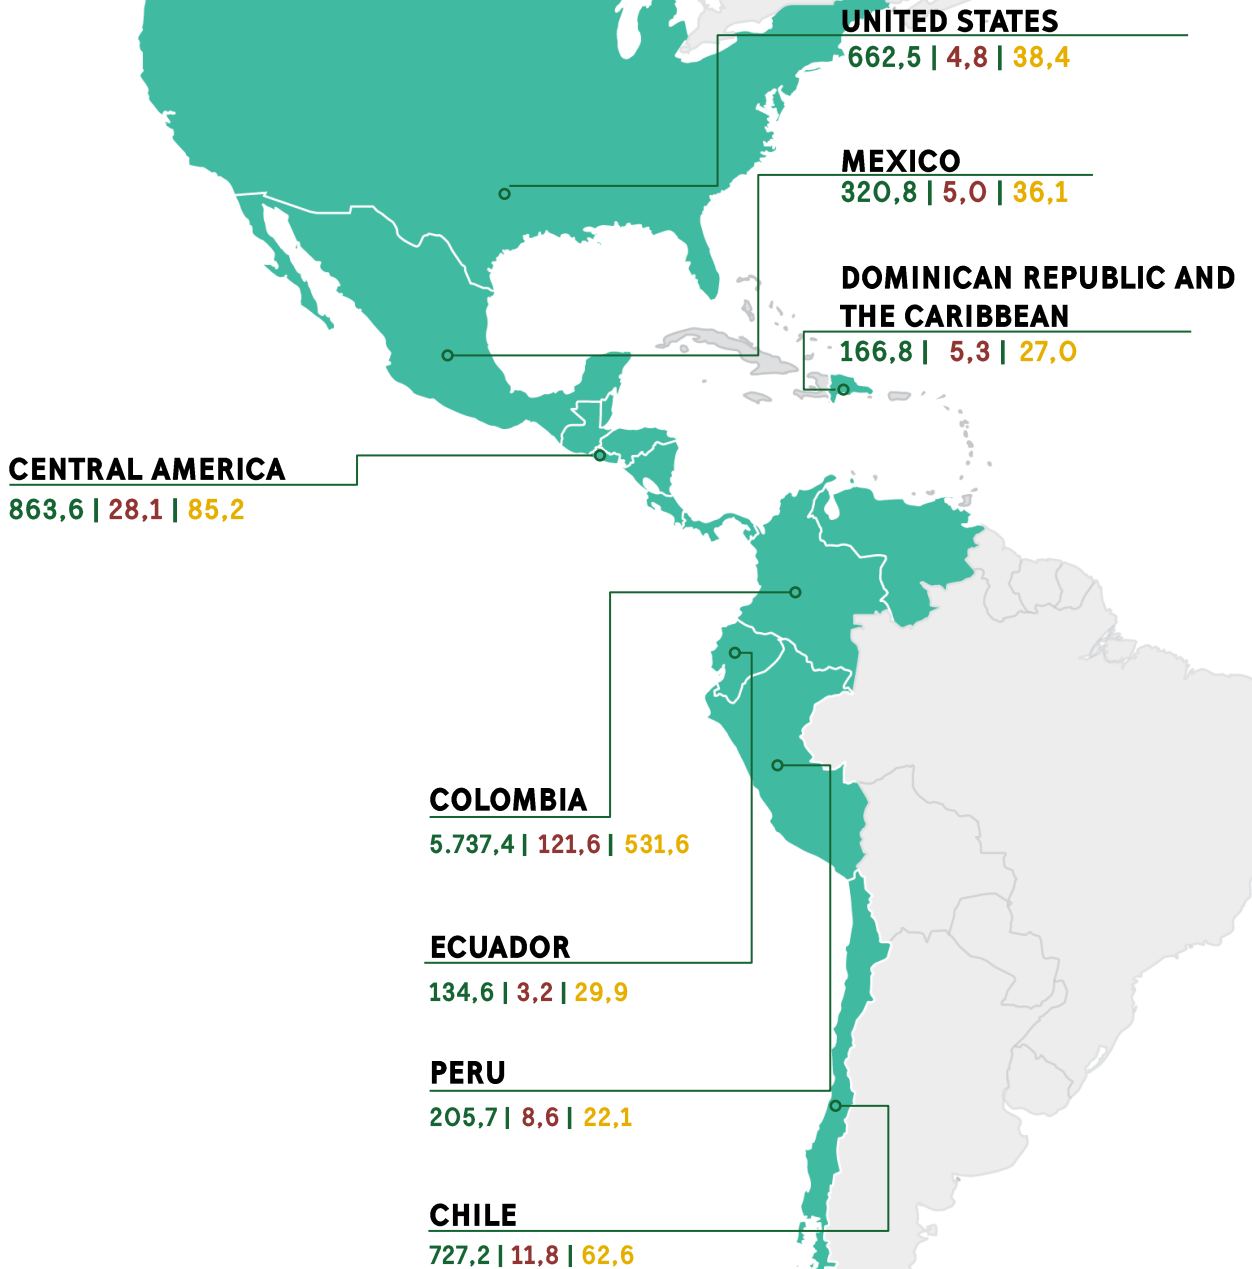 UNITED STATES
662,5 | 4,8 | 38,4
MEXICO
320,8 | 5,0 | 36,1
DOMINICAN REPUBLIC AND
THE CARIBBEAN
166,8 | 5,3 | 27,0
CENTRAL AMERICA
863,6 | 28,1 | 85,2
COLOMBIA
5.737,4 | 121,6 | 531,6
ECUADOR
134,6 | 3,2 | 29,9
PERU
205,7 | 8,6 | 22,1
CHILE
727,2 | 11,8 | 62,6